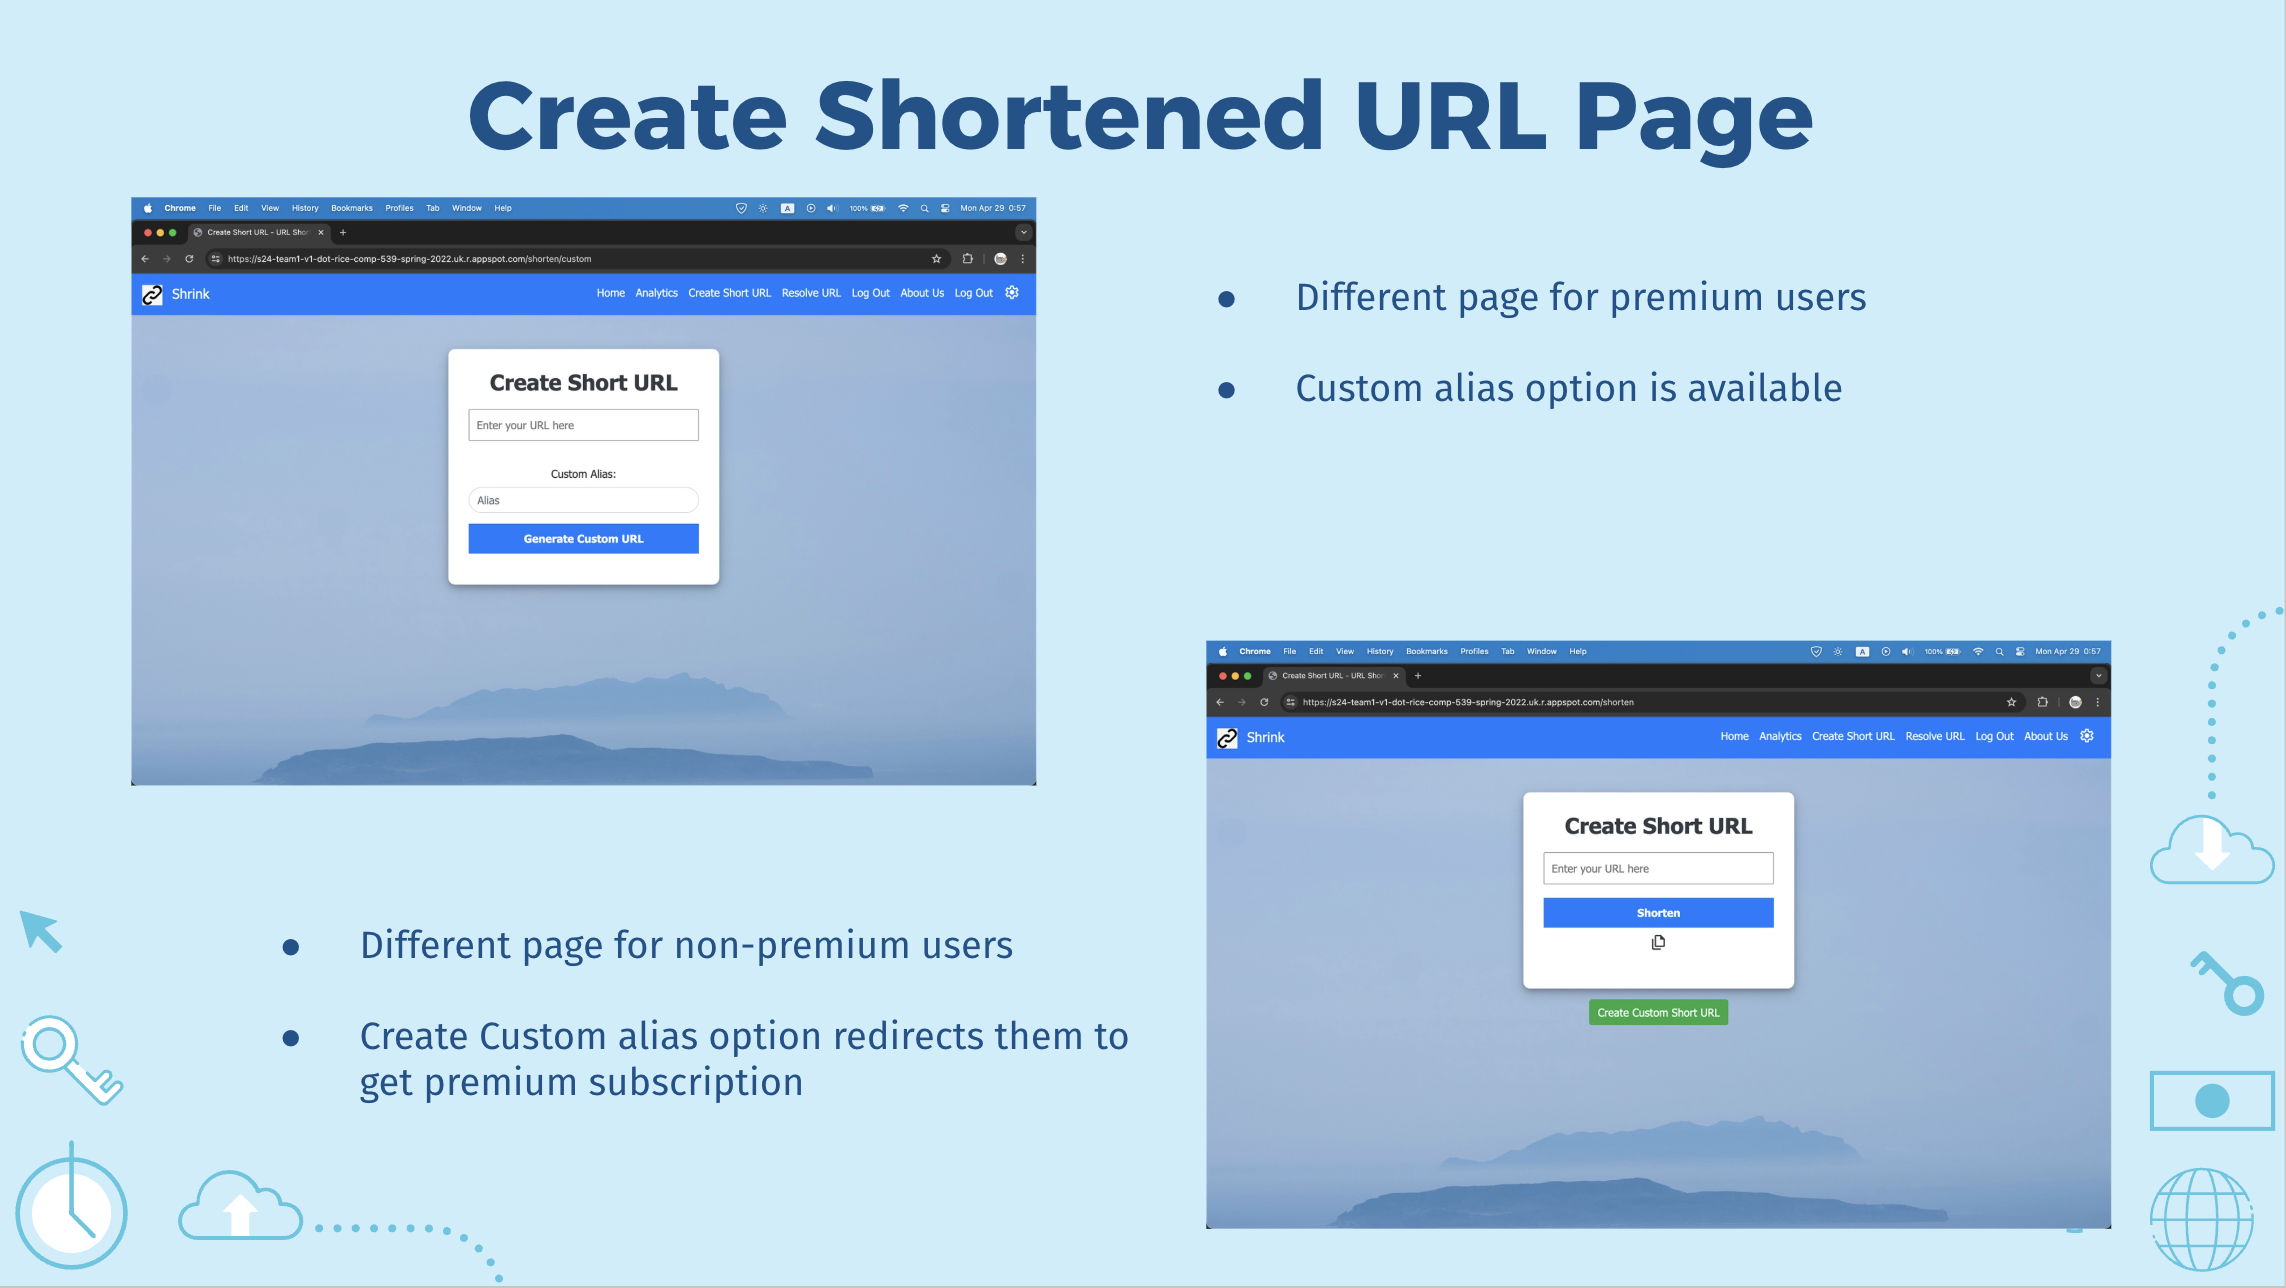 Create Shortened URL Page
Chrome File Edit View History Bookmarks Profiles Tab Window Help A 100% Mon Apr 29 0:57
Create Short URL - URL Shor
https://s24-team1-v1-dot-rice-comp-539-spring-2022.uk.r.appspot.com/shorten/custom
Shrink Home Analytics Create Short URL Resolve URL Log Out About Us Log Out
Create Short URL
Enter your URL here
Custom Alias:
Alias
Generate Custom URL
● Different page for premium users
● Custom alias option is available
● Different page for non-premium users
● Create Custom alias option redirects them to
get premium subscription
Chrome File Edit View History Bookmarks Profiles Tab Window Help A 100% Mon Apr 29 0:57
Create Short URL - URL Shor
https://s24-team1-v1-dot-rice-comp-539-spring-2022.uk.r.appspot.com/shorten
Shrink Home Analytics Create Short URL Resolve URL Log Out About Us
Create Short URL
Enter your URL here
Shorten
Create Custom Short URL